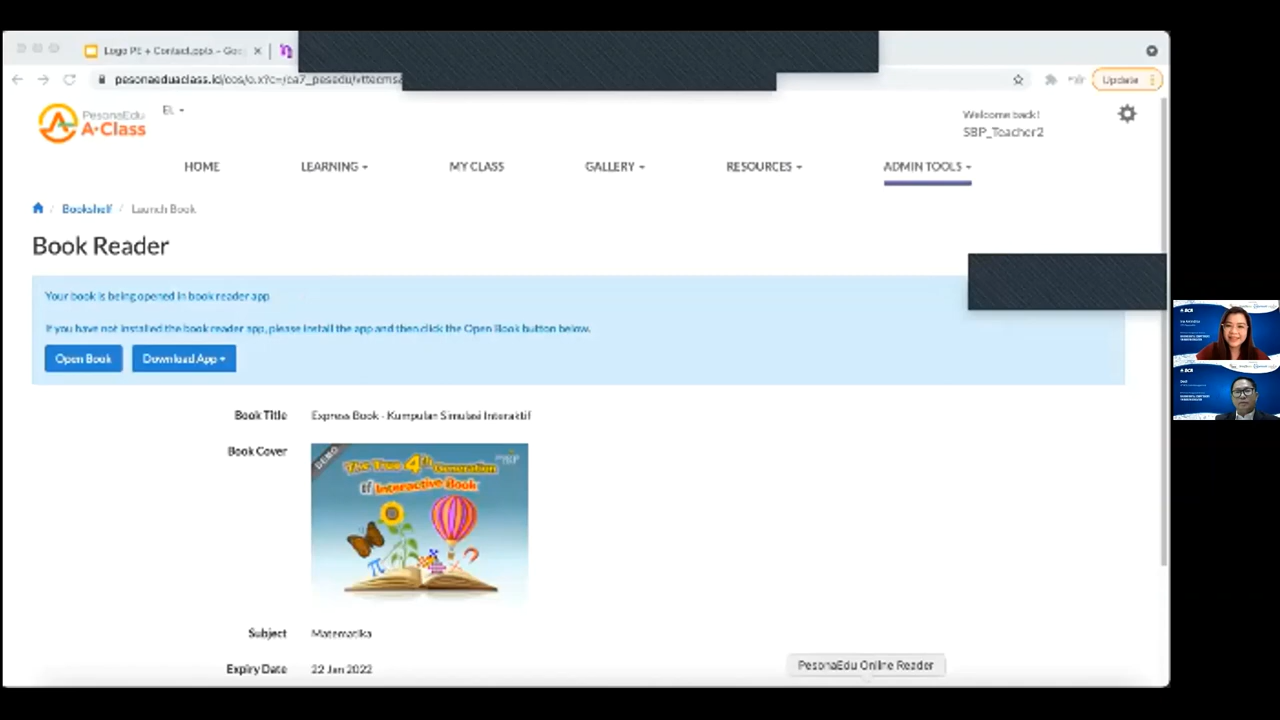 Logo PE + Contact.pptx - Goo
pesonaeduaclass.id/cos/o.x?c=/ca7_pesedu/vttecms
Update
PesonaEdu
A-Class
EL
Welcome back!
SBP_Teacher2
HOME
LEARNING
MY CLASS
GALLERY
RESOURCES
ADMIN TOOLS
Bookshelf / Launch Book
Book Reader
Your book is being opened in book reader app
If you have not installed the book reader app, please install the app and then click the Open Book button below.
Open Book
Download App
Book Title
Express Book - Kumpulan Simulasi Interaktif
Book Cover
DEMO
The True 4th Generation
of Interactive Book
Subject
Matematika
Expiry Date
22 Jan 2022
PesonaEdu Online Reader
BCA
BCA